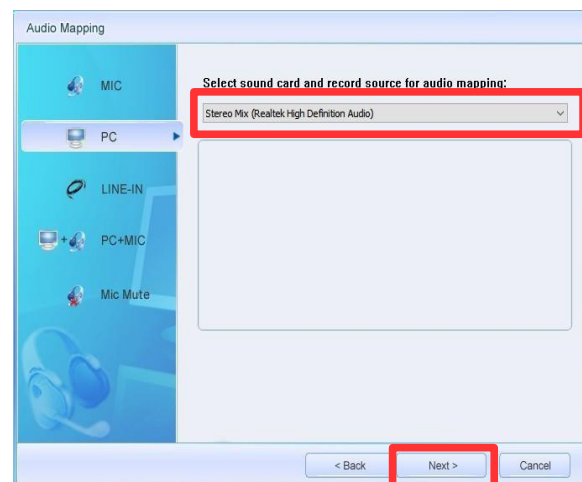 Audio Mapping
MIC
PC
LINE-IN
PC+MIC
Mic Mute
Select sound card and record source for audio mapping:
Stereo Mix (Realtek High Definition Audio)
< Back
Next >
Cancel